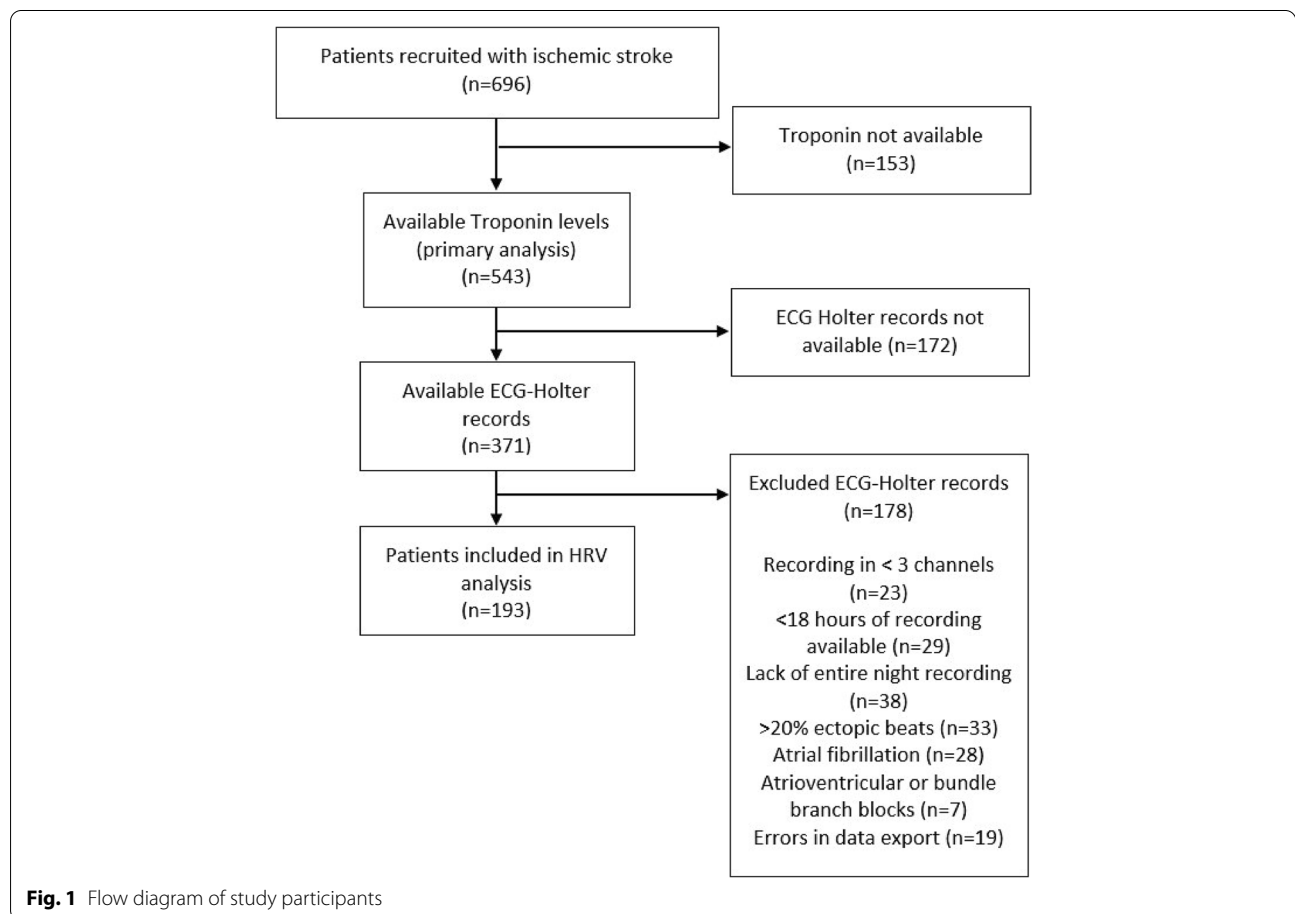 Patients recruited with ischemic stroke
(n=696)
Troponin not available
(n=153)
Available Troponin levels
(primary analysis)
(n=543)
ECG Holter records not
available (n=172)
Available ECG-Holter
records
(n=371)
Excluded ECG-Holter records
(n=178)
Recording in < 3 channels
(n=23)
<18 hours of recording
available (n=29)
Lack of entire night recording
(n=38)
>20% ectopic beats (n=33)
Atrial fibrillation (n=28)
Atrioventricular or bundle
branch blocks (n=7)
Errors in data export (n=19)
Patients included in HRV
analysis
(n=193)
Fig. 1 Flow diagram of study participants